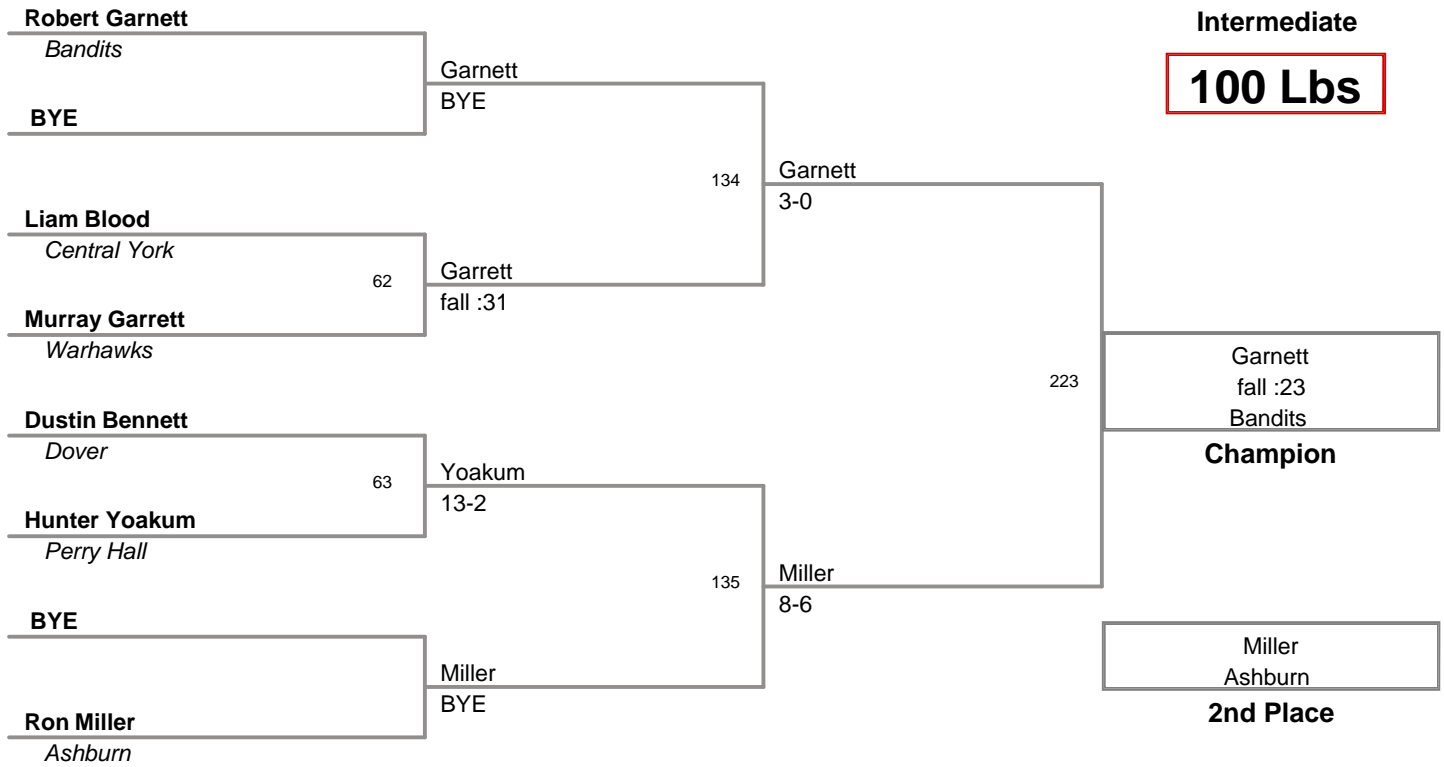 Robert Garnett
Bandits
BYE
Liam Blood
Central York
Murray Garrett
Warhawks
Dustin Bennett
Dover
Hunter Yoakum
Perry Hall
BYE
Ron Miller
Ashburn
62
63
Garnett
BYE
Garrett
fall :31
Yoakum
13-2
Miller
BYE
134
135
Garnett
3-0
Miller
8-6
223
Intermediate
100 Lbs
Garnett
fall :23
Bandits
Champion
Miller
Ashburn
2nd Place